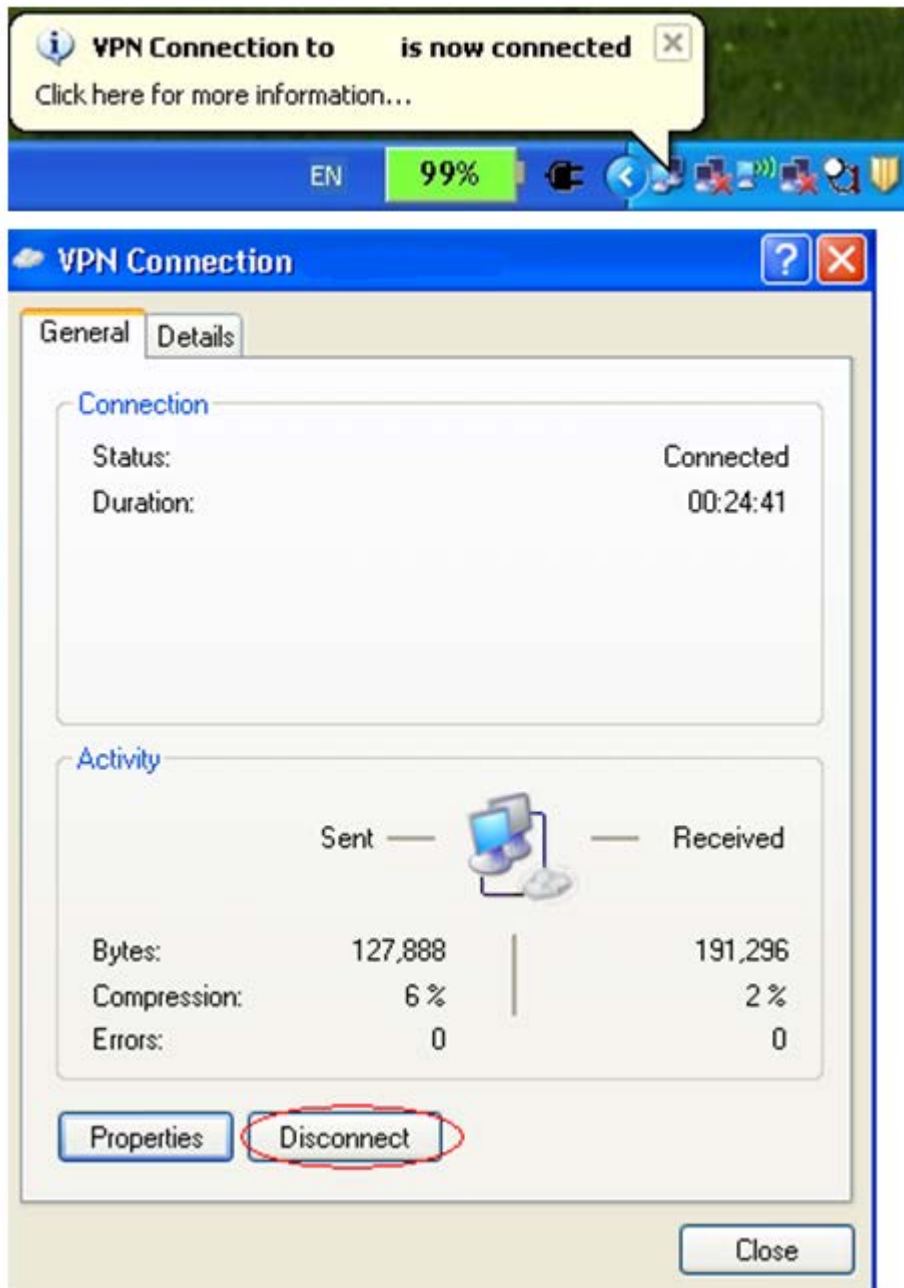 VPN Connection to is now connected
Click here for more information...
EN 99%
VPN Connection
General Details
Connection
Status: Connected
Duration: 00:24:41
Activity
Sent Received
Bytes: 127,888 191,296
Compression: 6 % 2 %
Errors: 0 0
Properties Disconnect
Close